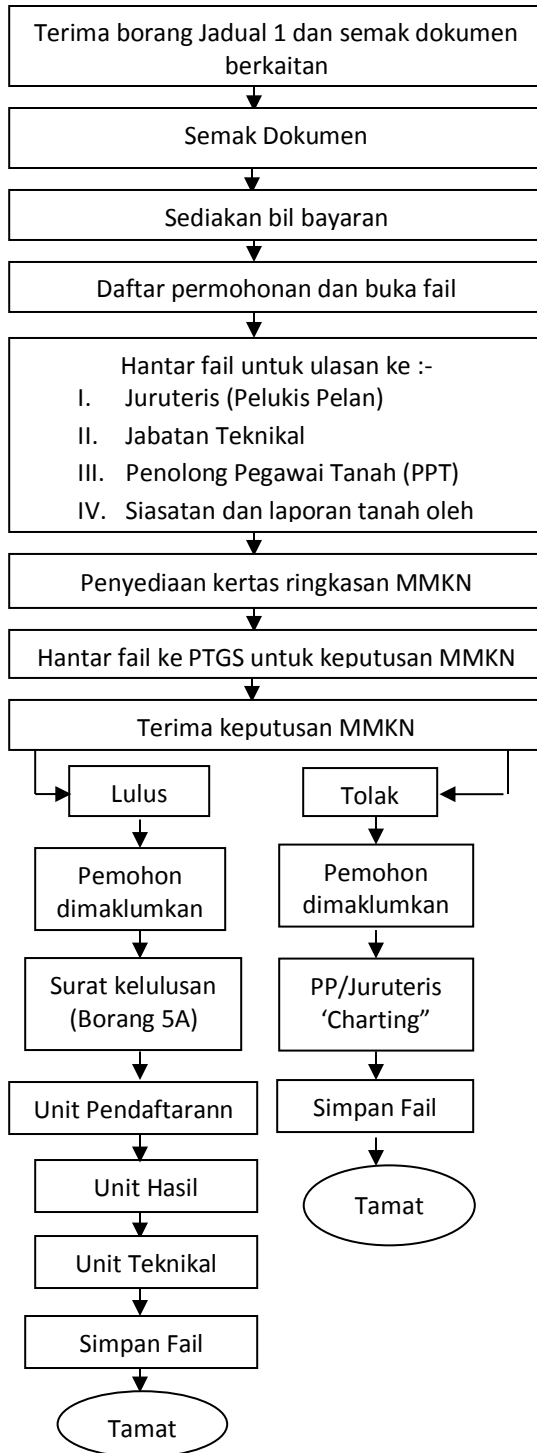 Terima borang Jadual 1 dan semak dokumen
berkaitan
Semak Dokumen
Sediakan bil bayaran
Daftar permohonan dan buka fail
Hantar fail untuk ulasan ke :-
I. Juruteris (Pelukis Pelan)
II. Jabatan Teknikal
III. Penolong Pegawai Tanah (PPT)
IV. Siasatan dan laporan tanah oleh
Penyediaan kertas ringkasan MMKN
Hantar fail ke PTGS untuk keputusan MMKN
Terima keputusan MMKN
Lulus
Pemohon
dimaklumkan
Surat kelulusan
(Borang 5A)
Unit Pendaftarann
Unit Hasil
Unit Teknikal
Simpan Fail
Tamat
Tolak
Pemohon
dimaklumkan
PP/Juruteris
‘Charting”
Simpan Fail
Tamat